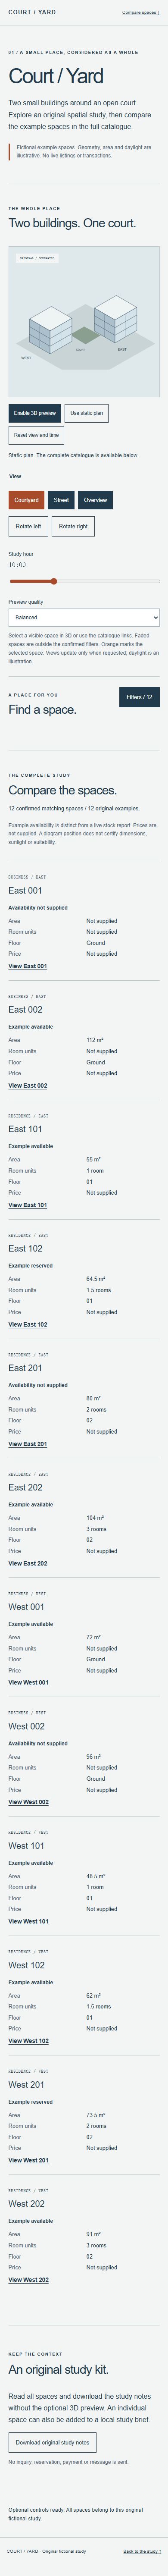 COURT / YARD
Compare spaces ↓
01 / A SMALL PLACE, CONSIDERED AS A WHOLE
Court / Yard
Two small buildings around an open court.
Explore an original spatial study, then compare
the example spaces in the full catalogue.
Fictional example spaces. Geometry, area and daylight are
illustrative. No live listings or transactions.
THE WHOLE PLACE
Two buildings. One court.
WEST
EAST
Enable 3D preview
Use static plan
Reset view and time
Static plan. The complete catalogue is available below.
View
Courtyard
Street
Overview
Rotate left
Rotate right
Study hour
10:00
Preview quality
Balanced
Select a visible space in 3D or use the catalogue links. Faded
spaces are outside the confirmed filters. Orange marks the
selected space. Views update only when requested; daylight is an
illustration.
A PLACE FOR YOU
Find a space.
Filters / 12
THE COMPLETE STUDY
Compare the spaces.
12 confirmed matching spaces / 12 original examples.
Example availability is distinct from a live stock report. Prices are
not supplied. A diagram position does not certify dimensions,
sunlight or suitability.
BUSINESS / EAST
East 001
Availability not supplied
Area Not supplied
Room units Not supplied
Floor Ground
Price Not supplied
View East 001
BUSINESS / EAST
East 002
Example available
Area 112 m²
Room units Not supplied
Floor Ground
Price Not supplied
View East 002
RESIDENCE / EAST
East 101
Example available
Area 55 m²
Room units 1 room
Floor 01
Price Not supplied
View East 101
RESIDENCE / EAST
East 102
Example reserved
Area 64.5 m²
Room units 1.5 rooms
Floor 01
Price Not supplied
View East 102
RESIDENCE / EAST
East 201
Availability not supplied
Area 80 m²
Room units 2 rooms
Floor 02
Price Not supplied
View East 201
RESIDENCE / EAST
East 202
Example available
Area 104 m²
Room units 3 rooms
Floor 02
Price Not supplied
View East 202
BUSINESS / WEST
West 001
Example available
Area 72 m²
Room units Not supplied
Floor Ground
Price Not supplied
View West 001
BUSINESS / WEST
West 002
Availability not supplied
Area 96 m²
Room units Not supplied
Floor Ground
Price Not supplied
View West 002
RESIDENCE / WEST
West 101
Example available
Area 48.5 m²
Room units 1 room
Floor 01
Price Not supplied
View West 101
RESIDENCE / WEST
West 102
Example available
Area 62 m²
Room units 1.5 rooms
Floor 01
Price Not supplied
View West 102
RESIDENCE / WEST
West 201
Example reserved
Area 73.5 m²
Room units 2 rooms
Floor 02
Price Not supplied
View West 201
RESIDENCE / WEST
West 202
Example available
Area 91 m²
Room units 3 rooms
Floor 02
Price Not supplied
View West 202
KEEP THE CONTEXT
An original study kit.
Read all spaces and download the study notes
without the optional 3D preview. An individual
space can also be added to a local study brief.
Download original study notes
No inquiry, reservation, payment or message is sent.
Optional controls ready. All spaces belong to this original
fictional study.
COURT / YARD · Original fictional study
Back to the study ↑